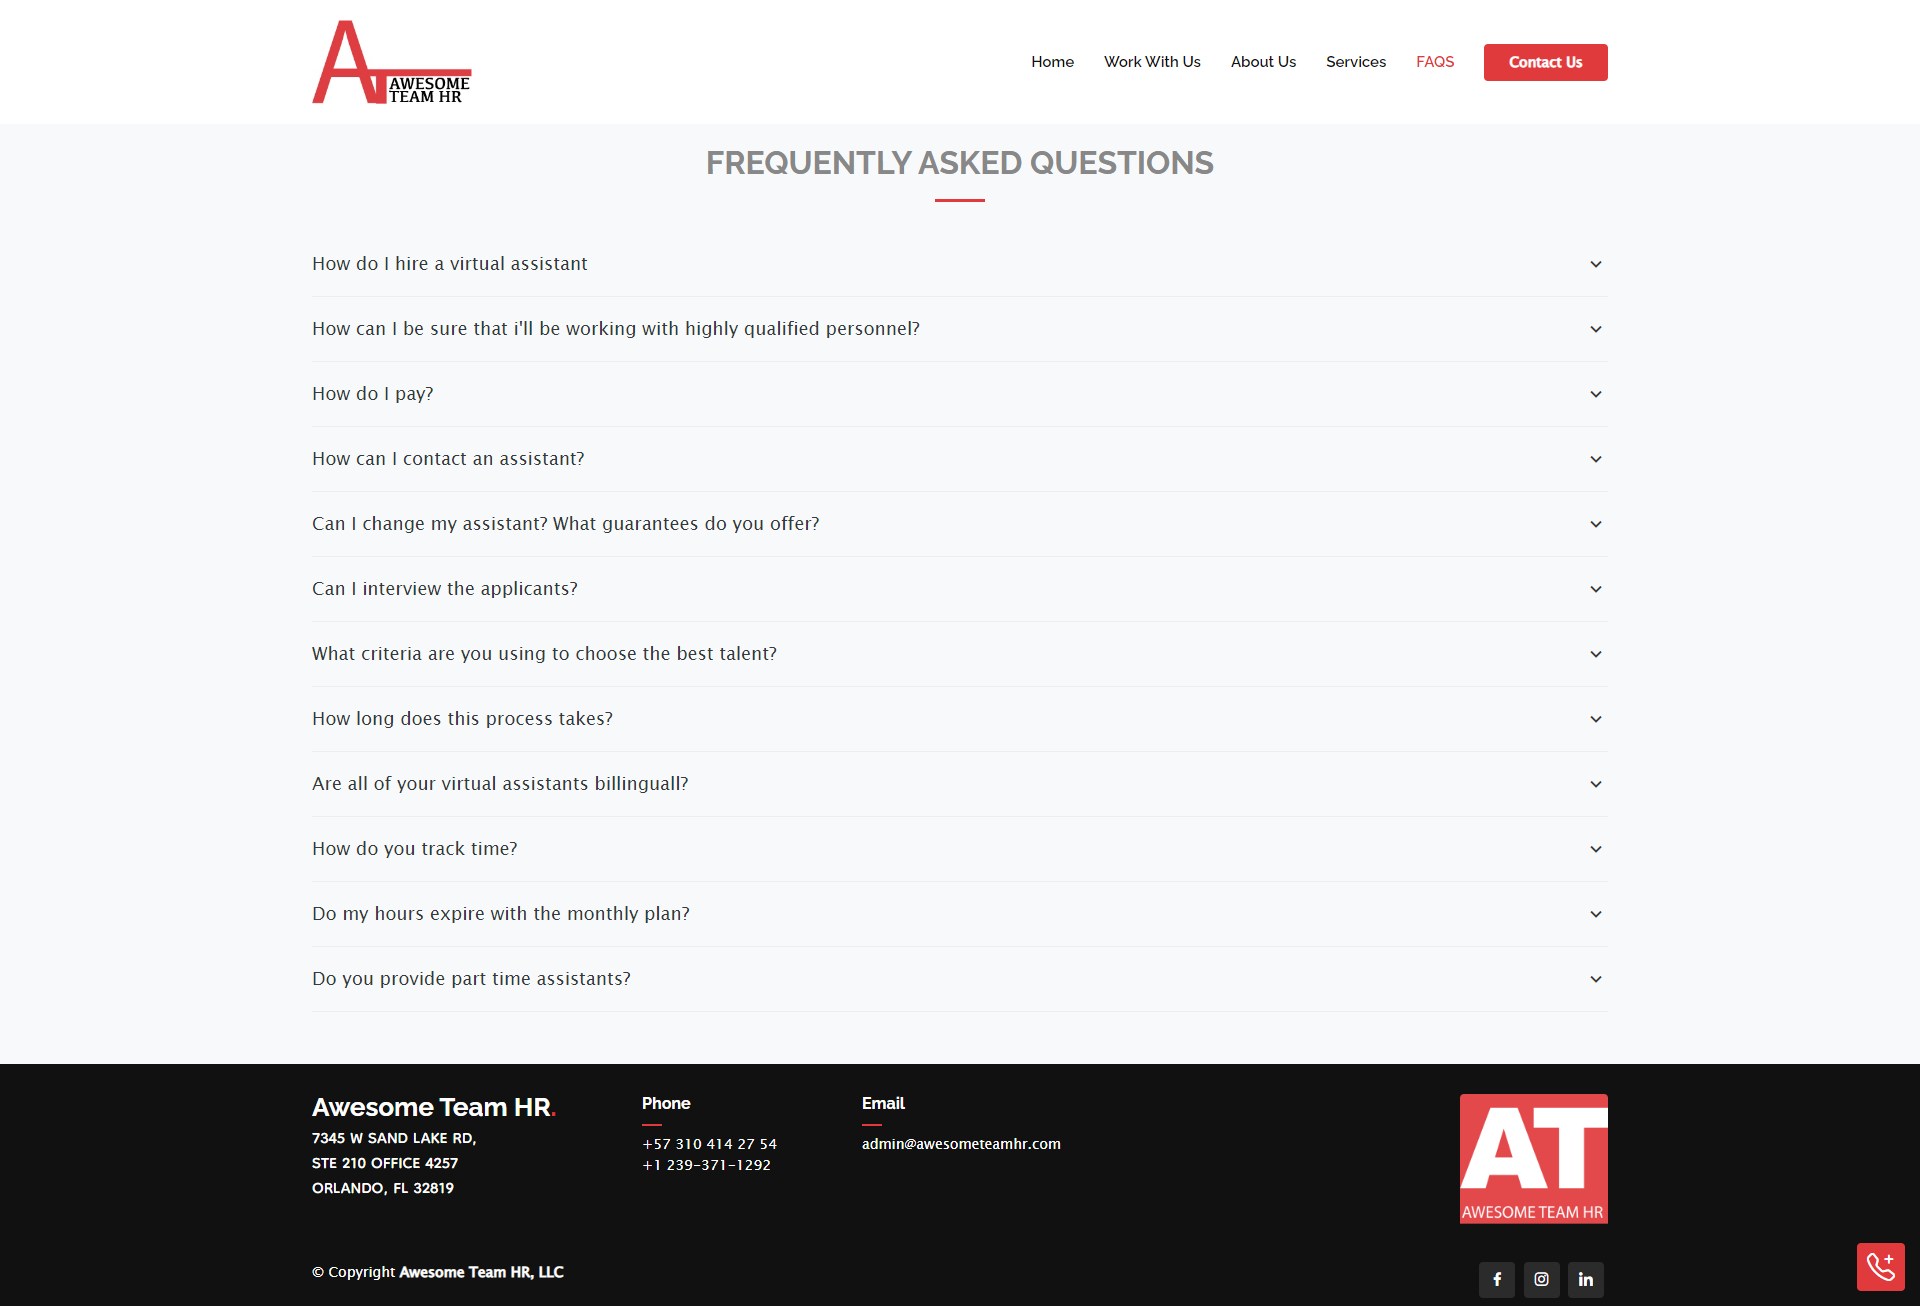 AWESOME
TEAM HR
Home Work With Us About Us Services FAQS Contact Us
FREQUENTLY ASKED QUESTIONS
How do I hire a virtual assistant
How can I be sure that i'll be working with highly qualified personnel?
How do I pay?
How can I contact an assistant?
Can I change my assistant? What guarantees do you offer?
Can I interview the applicants?
What criteria are you using to choose the best talent?
How long does this process takes?
Are all of your virtual assistants billinguall?
How do you track time?
Do my hours expire with the monthly plan?
Do you provide part time assistants?
Awesome Team HR.
7345 W SAND LAKE RD,
STE 210 OFFICE 4257
ORLANDO, FL 32819
Phone
+57 310 414 27 54
+1 239-371-1292
Email
admin@awesometeamhr.com
AT
AWESOME TEAM HR
© Copyright Awesome Team HR, LLC